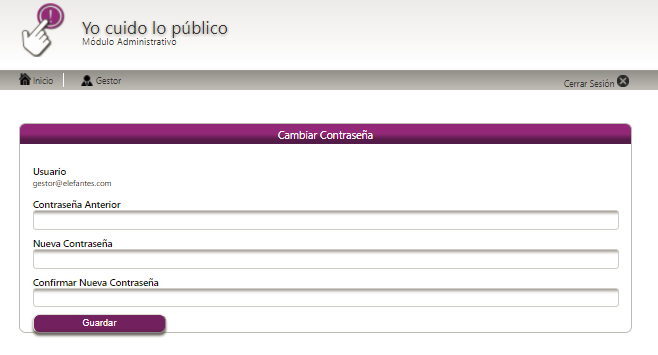 Yo cuido lo público
Módulo Administrativo
Inicio
Gestor
Cerrar Sesión
Cambiar Contraseña
Usuario
gestor@elefantes.com
Contraseña Anterior
Nueva Contraseña
Confirmar Nueva Contraseña
Guardar